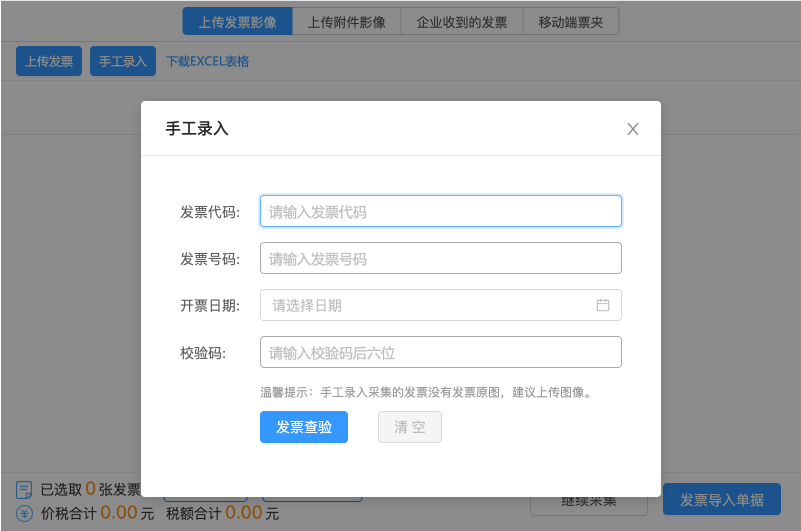 上传发票影像 上传附件影像 企业收到的发票 移动端票夹
上传发票 手工录入 下载EXCEL表格
手工录入
发票代码: 请输入发票代码
发票号码: 请输入发票号码
开票日期: 请选择日期
校验码: 请输入校验码后六位
温馨提示：手工录入采集的发票没有发票原图，建议上传图像。
发票查验 清 空
已选取 0 张发票 继续采集 发票导入单据
价税合计 0.00 元 税额合计 0.00 元